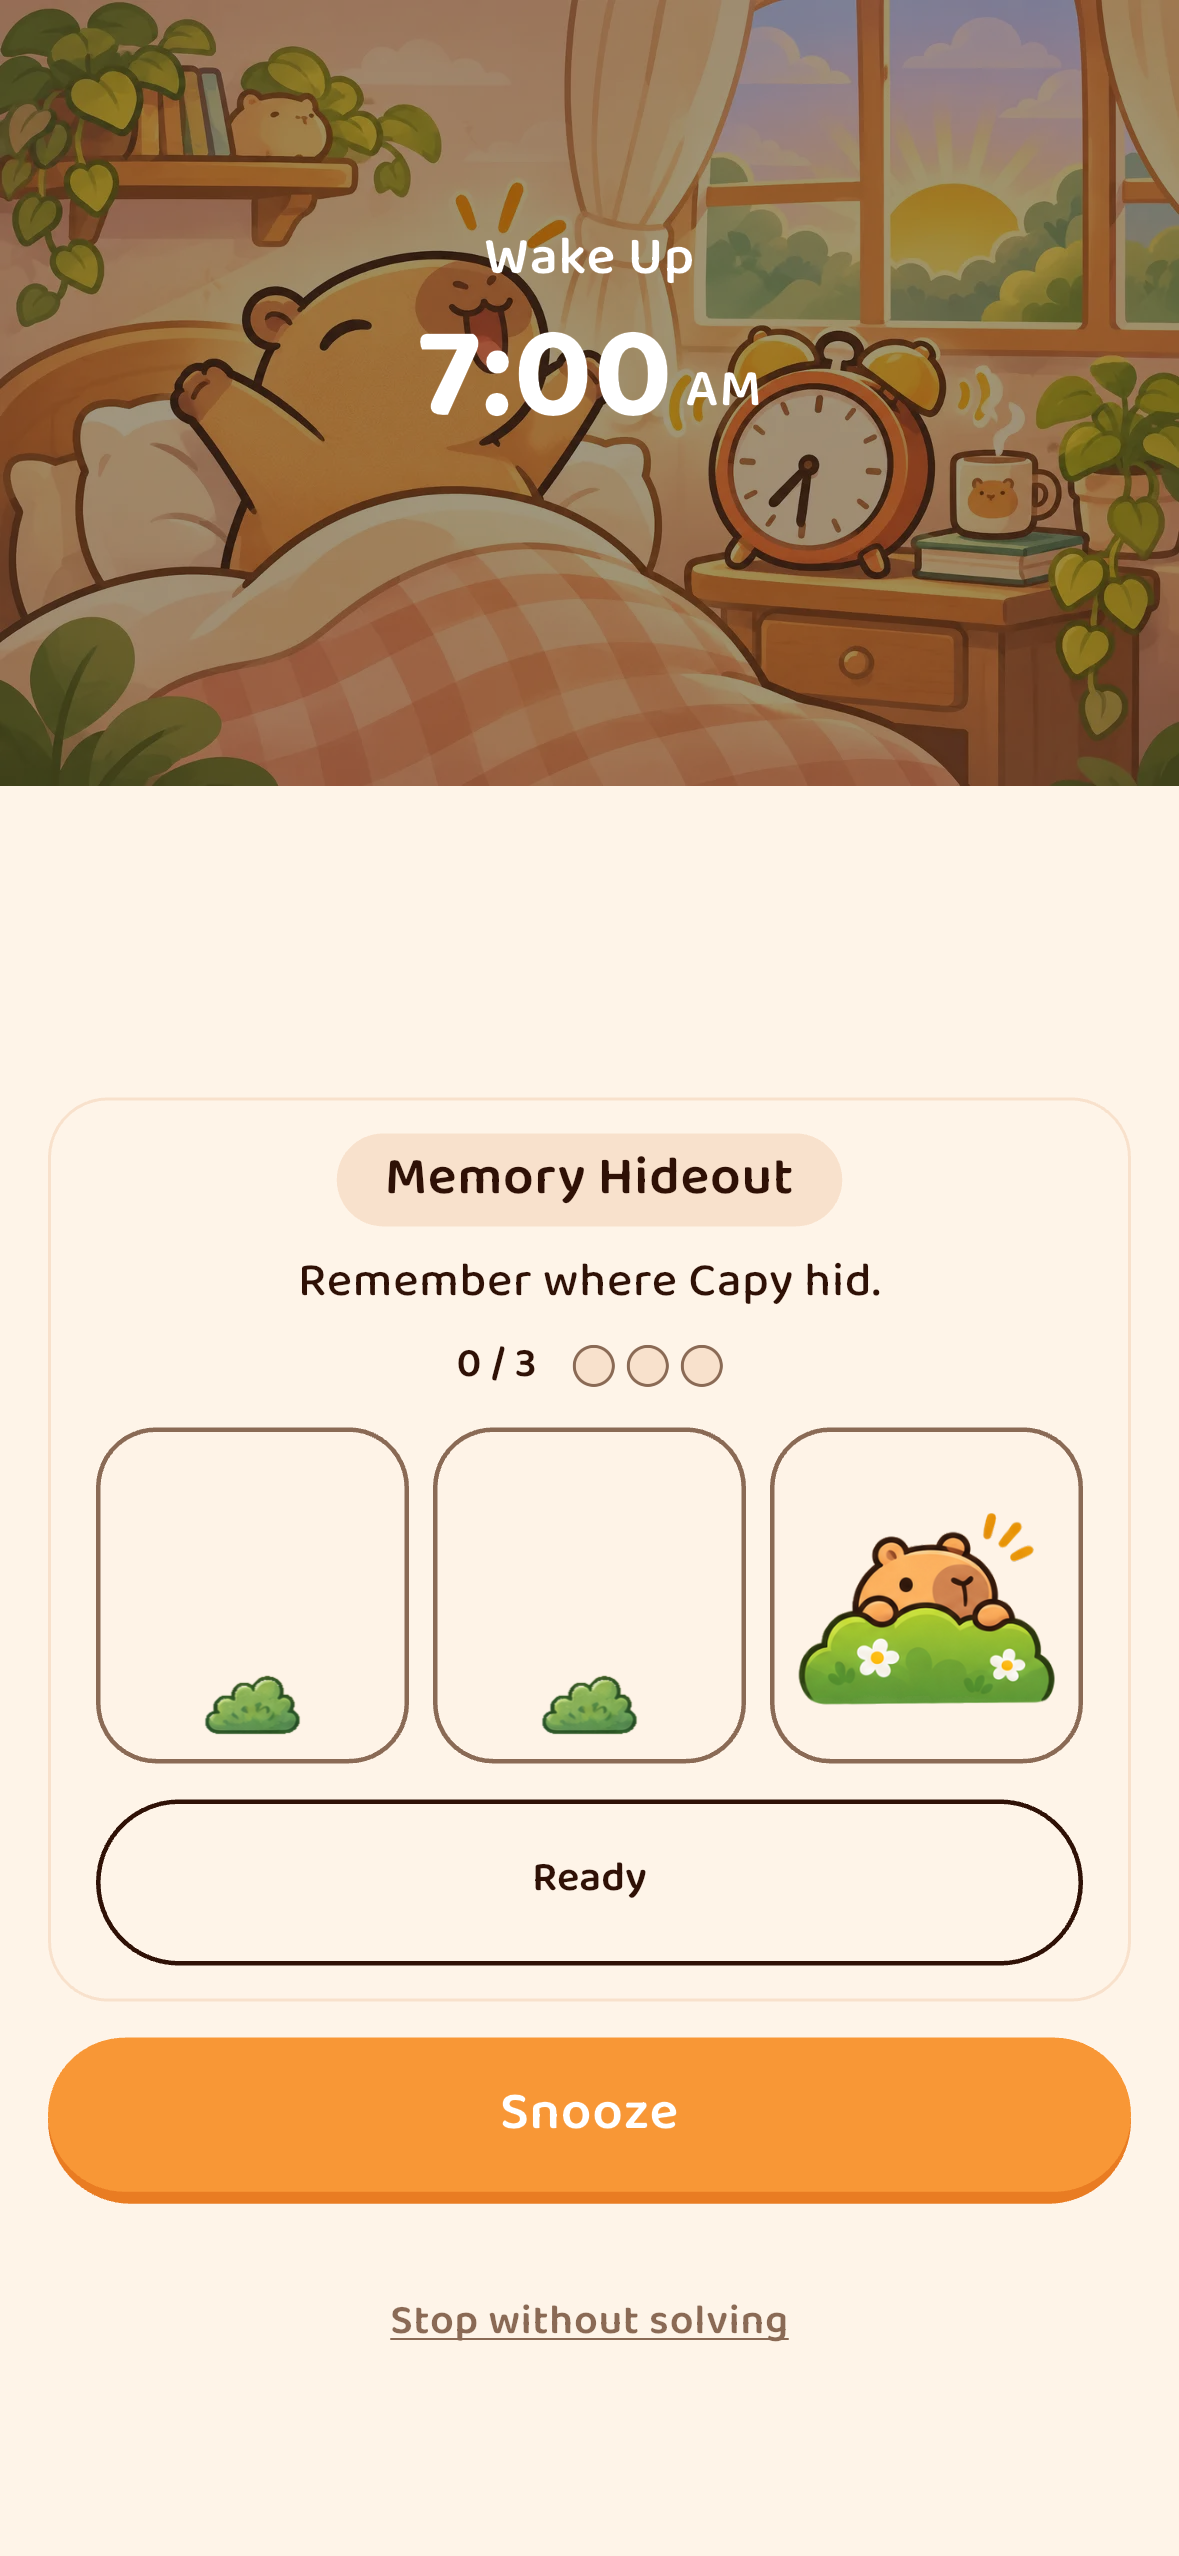 Wake Up
7:00 AM
Memory Hideout
Remember where Capy hid.
0 / 3
Ready
Snooze
Stop without solving